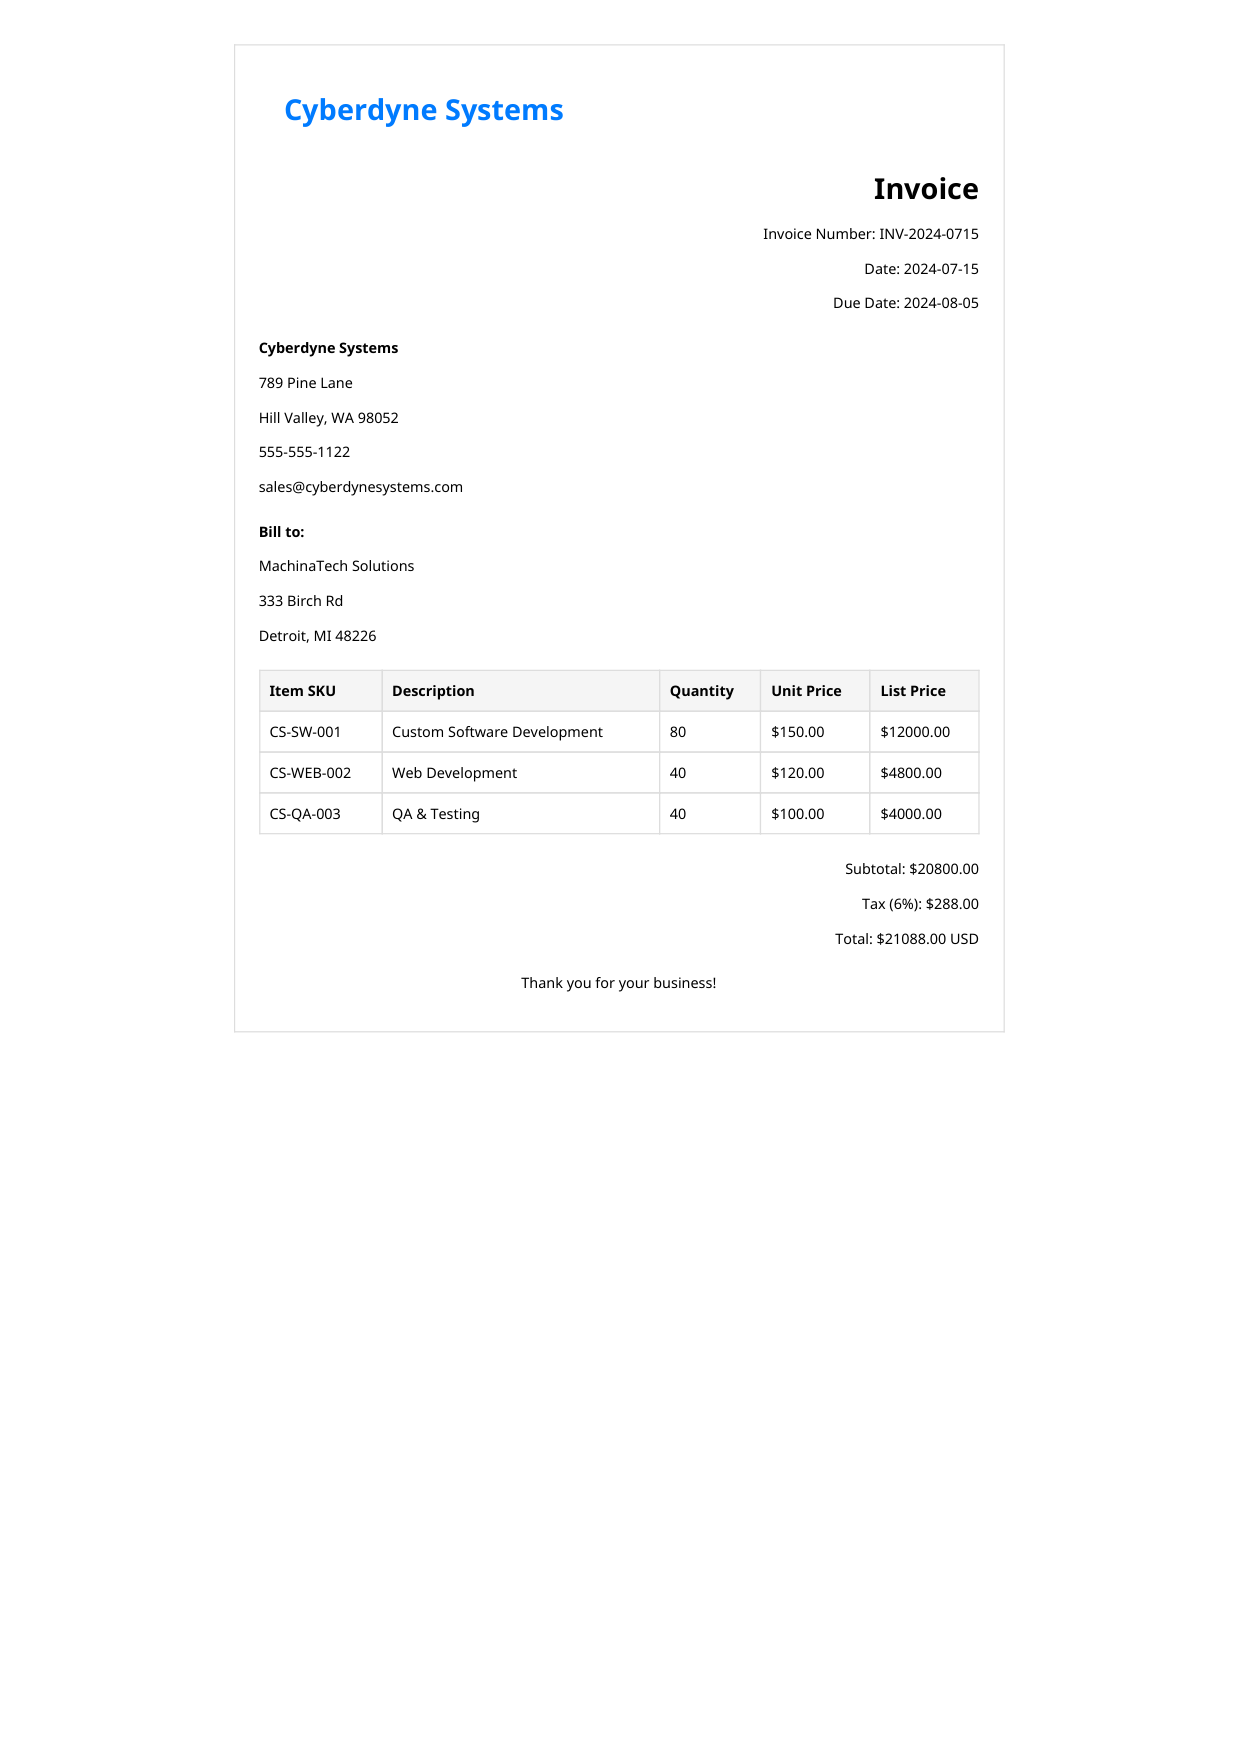 Cyberdyne Systems
Invoice
Invoice Number: INV-2024-0715
Date: 2024-07-15
Due Date: 2024-08-05
Cyberdyne Systems
789 Pine Lane
Hill Valley, WA 98052
555-555-1122
sales@cyberdynesystems.com
Bill to:
MachinaTech Solutions
333 Birch Rd
Detroit, MI 48226
Item SKU Description Quantity Unit Price List Price
CS-SW-001 Custom Software Development 80 $150.00 $12000.00
CS-WEB-002 Web Development 40 $120.00 $4800.00
CS-QA-003 QA & Testing 40 $100.00 $4000.00
Subtotal: $20800.00
Tax (6%): $288.00
Total: $21088.00 USD
Thank you for your business!